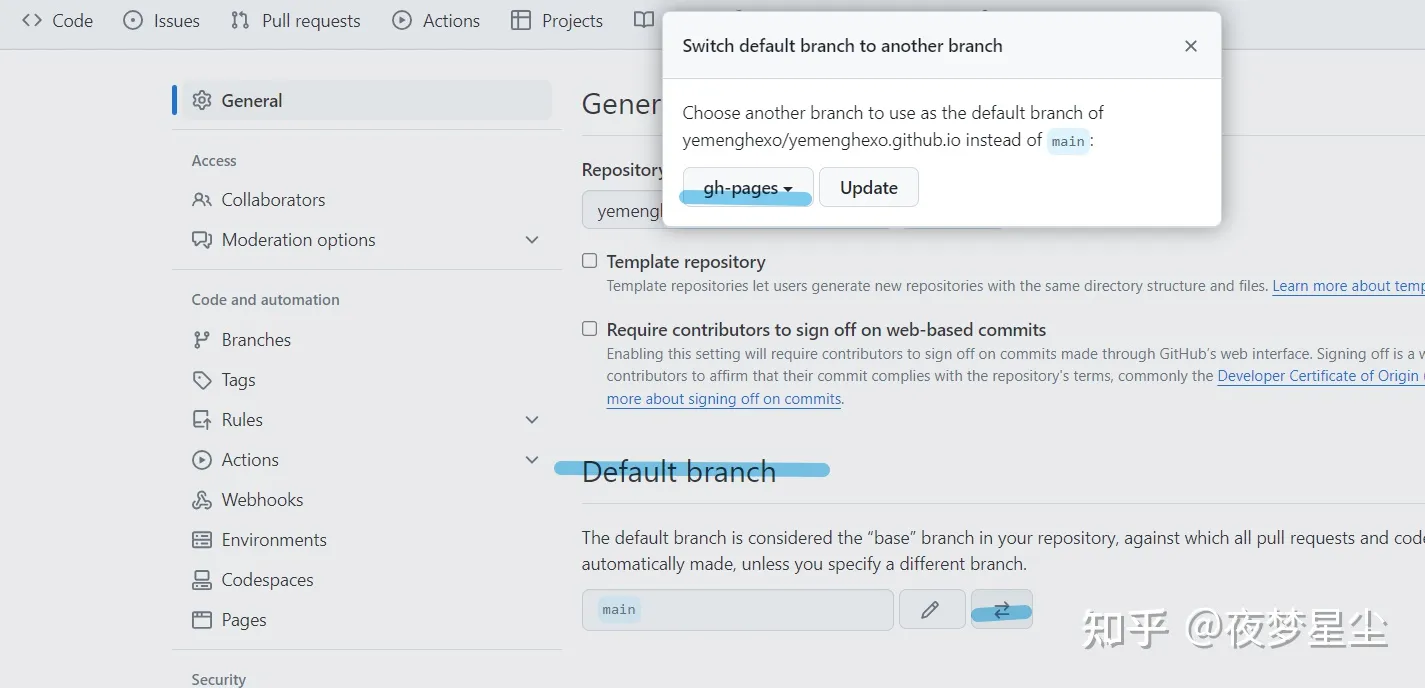 Code
Issues
Pull requests
Actions
Projects
Switch default branch to another branch
Choose another branch to use as the default branch of
yemenghexo/yemenghexo.github.io instead of main:
gh-pages
Update
General
Access
Collaborators
Moderation options
Code and automation
Branches
Tags
Rules
Actions
Webhooks
Environments
Codespaces
Pages
Security
Gener
Repository
yemengh
Template repository
Template repositories let users generate new repositories with the same directory structure and files. Learn more about temp
Require contributors to sign off on web-based commits
Enabling this setting will require contributors to sign off on commits made through GitHub’s web interface. Signing off is a w
contributors to affirm that their commit complies with the repository's terms, commonly the Developer Certificate of Origin (
more about signing off on commits.
Default branch
The default branch is considered the “base” branch in your repository, against which all pull requests and code
automatically made, unless you specify a different branch.
main
知乎 @夜梦星尘